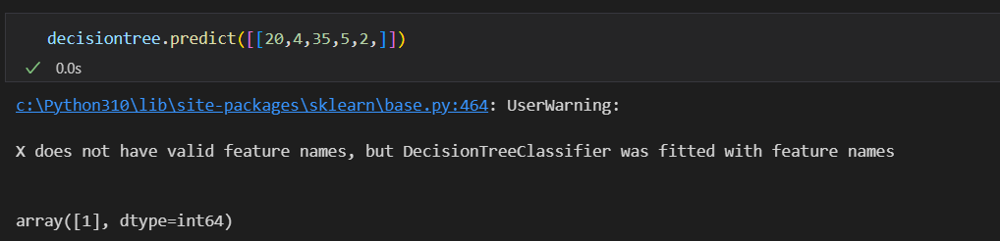 decisiontree.predict([[20,4,35,5,2,]])
0.0s
c:\Python310\lib\site-packages\sklearn\base.py:464: UserWarning:
X does not have valid feature names, but DecisionTreeClassifier was fitted with feature names
array([1], dtype=int64)